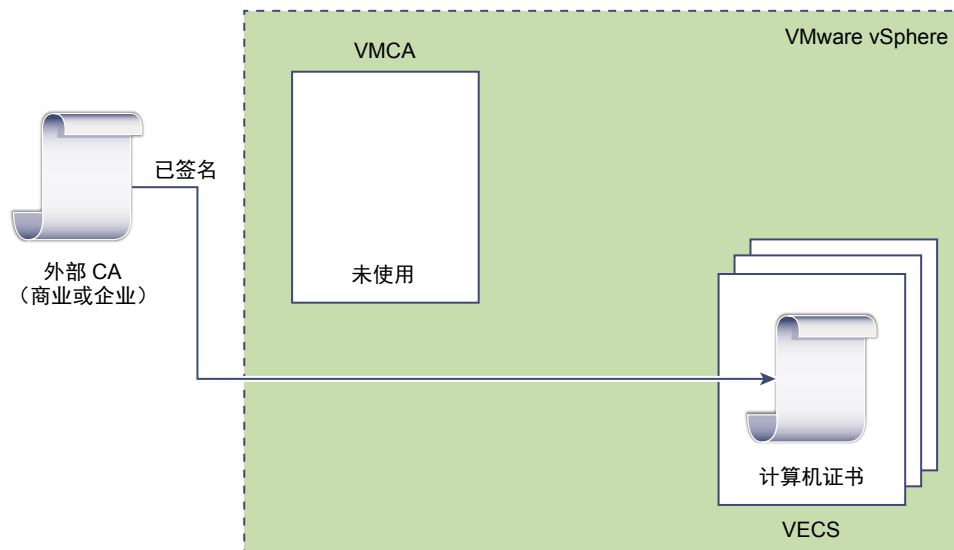 VMware vSphere
VMCA
已签名
外部 CA
（商业或企业）
未使用
计算机证书
VECS